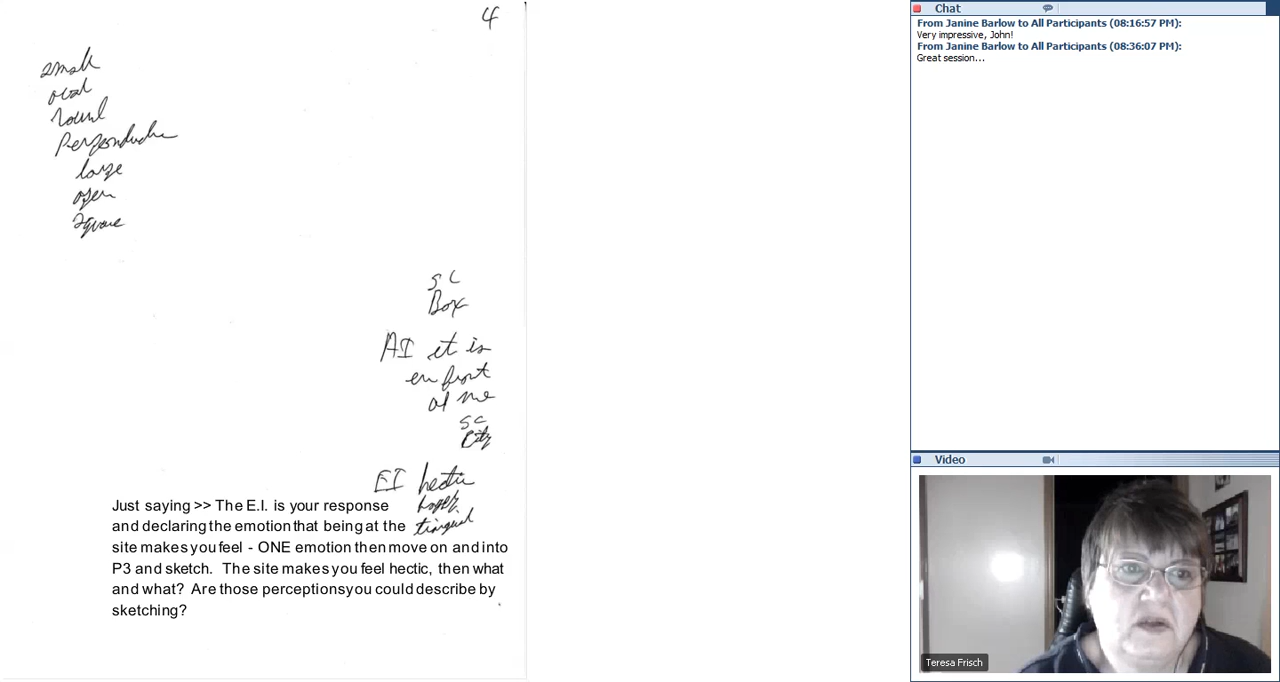 4
small
oval
round
large
open
square
SC
Box
AI it is
en front
of me
SC
City
EI hectic
Just saying >> The E.I. is your response
and declaring the emotion that being at the
site makes you feel - ONE emotion then move on and into
P3 and sketch. The site makes you feel hectic, then what
and what? Are those perceptionsyou could describe by
sketching?
Chat
From Janine Barlow to All Participants (08:16:57 PM):
Very impressive, John!
From Janine Barlow to All Participants (08:36:07 PM):
Great session...
Video
Teresa Frisch